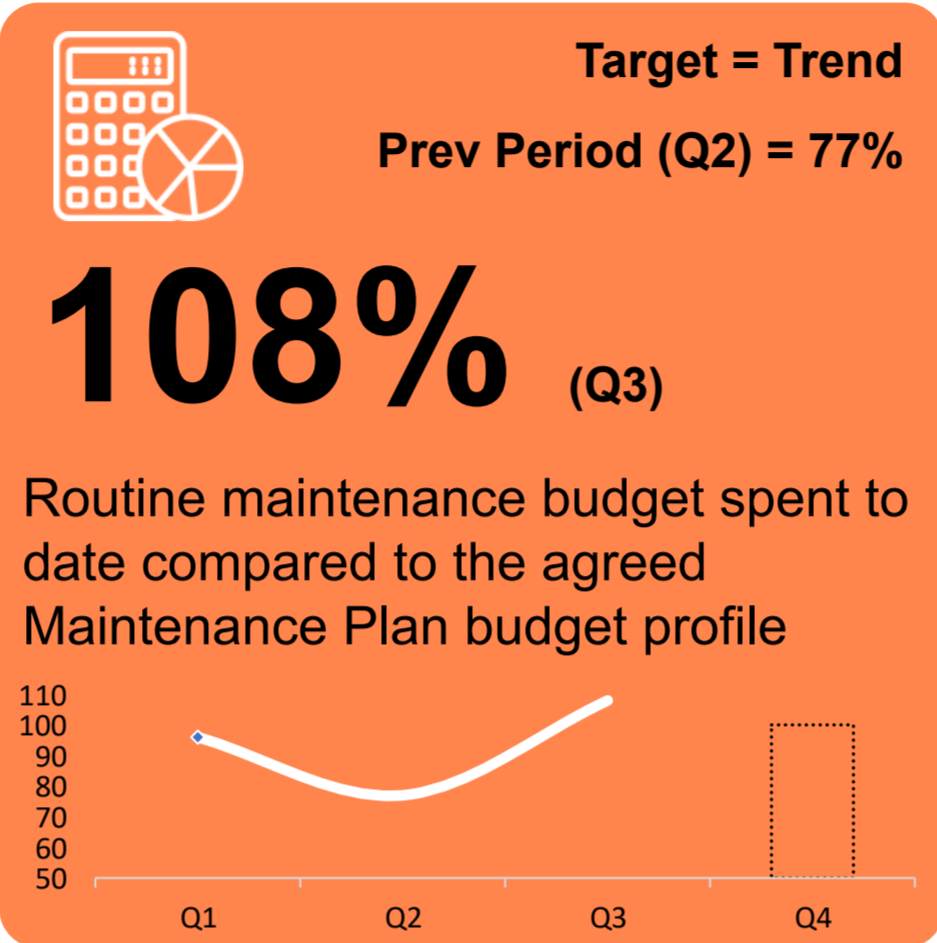 Target = Trend
Prev Period (Q2) = 77%
108% (Q3)
Routine maintenance budget spent to
date compared to the agreed
Maintenance Plan budget profile
110
100
90
80
70
60
50
Q1 Q2 Q3 Q4